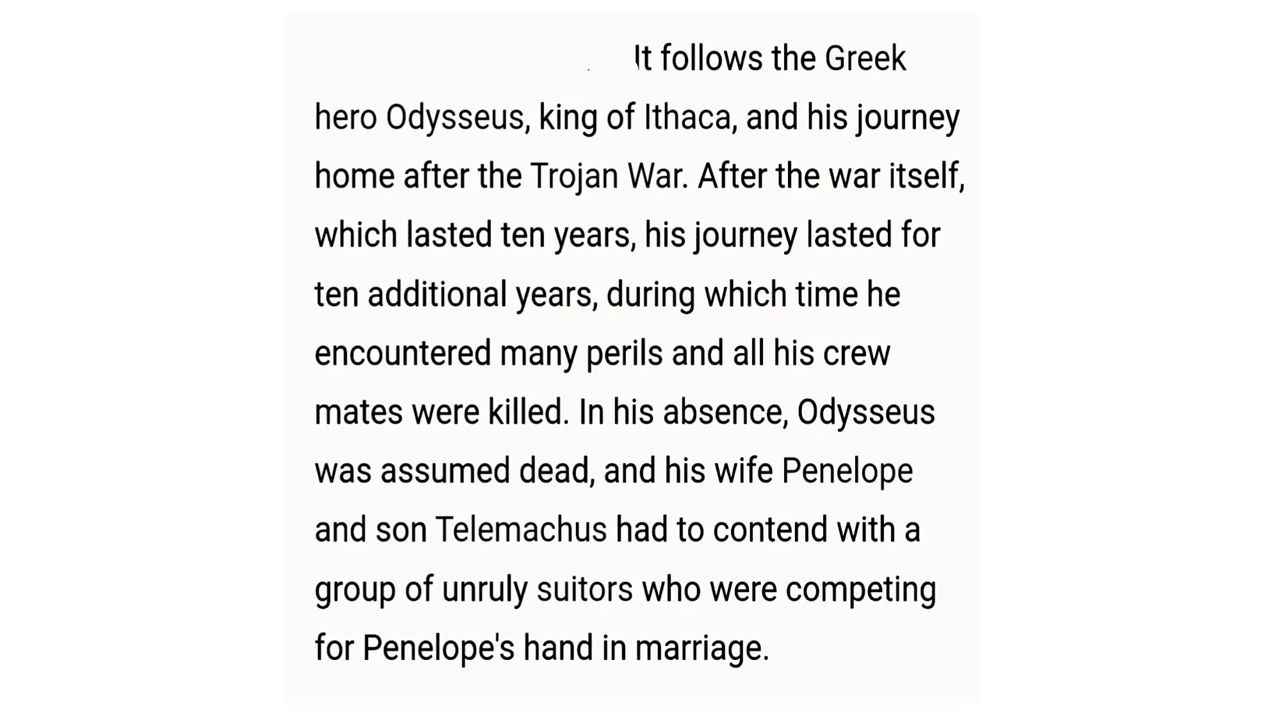 It follows the Greek
hero Odysseus, king of Ithaca, and his journey
home after the Trojan War. After the war itself,
which lasted ten years, his journey lasted for
ten additional years, during which time he
encountered many perils and all his crew
mates were killed. In his absence, Odysseus
was assumed dead, and his wife Penelope
and son Telemachus had to contend with a
group of unruly suitors who were competing
for Penelope's hand in marriage.